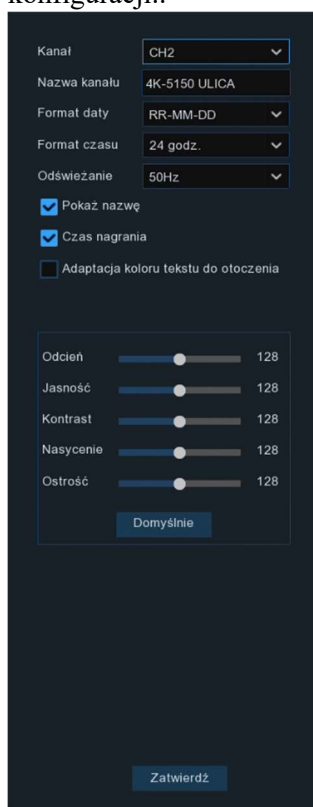 konfiguracji..
Kanał CH2
Nazwa kanału 4K-5150 ULICA
Format daty RR-MM-DD
Format czasu 24 godz.
Odświeżanie 50Hz
Pokaż nazwę
Czas nagrania
Adaptacja koloru tekstu do otoczenia
Odcień 128
Jasność 128
Kontrast 128
Nasycenie 128
Ostrość 128
Domyślnie
Zatwierdź